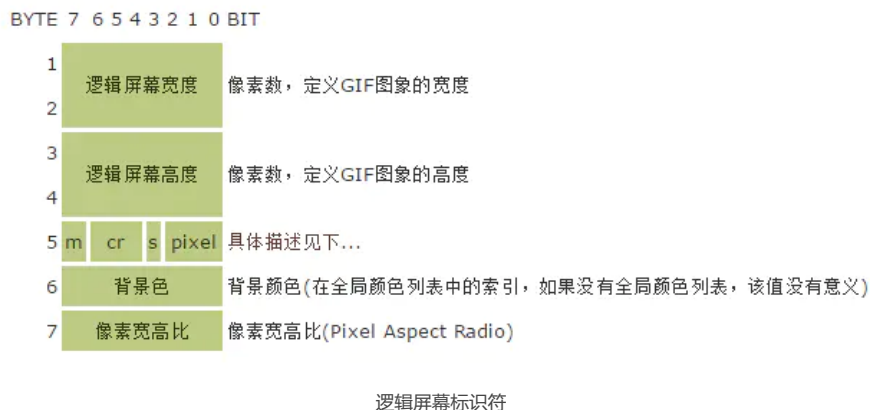 BYTE 7 6 5 4 3 2 1 0 BIT
1
逻辑屏幕宽度 像素数，定义GIF图象的宽度
2
3
逻辑屏幕高度 像素数，定义GIF图象的高度
4
5 m cr s pixel 具体描述见下...
6 背景色 背景颜色(在全局颜色列表中的索引，如果没有全局颜色列表，该值没有意义)
7 像素宽高比 像素宽高比(Pixel Aspect Radio)
逻辑屏幕标识符